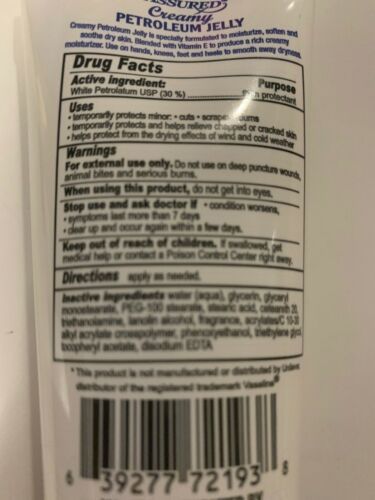 ASSURED
Creamy
PETROLEUM JELLY
Creamy Petroleum Jelly is specially formulated to moisturize, soften and
soothe dry skin. Blended with Vitamin E to produce a rich creamy
moisturizer. Use on hands, knees, feet and heels to smooth away dryness.
Drug Facts
Active ingredient: Purpose
White Petrolatum USP (30 %) skin protectant
Uses
• temporarily protects minor: • cuts • scrapes burns
• temporarily protects and helps relieve chapped or cracked skin
• helps protect from the drying effects of wind and cold weather
Warnings
For external use only. Do not use on deep puncture wounds,
animal bites and serious burns.
When using this product, do not get into eyes.
Stop use and ask doctor if • condition worsens,
• symptoms last more than 7 days
• clear up and occur again within a few days.
Keep out of reach of children. If swallowed, get
medical help or contact a Poison Control Center right away.
Directions apply as needed.
Inactive ingredients water (aqua), glycerin, glyceryl
monostearate, PEG-100 stearate, stearic acid, ceteareth 20,
triethanolamine, lanolin alcohol, fragrance, acrylates/C 10-30
alkyl acrylate crosspolymer, phenoxyethanol, triethylene glycol,
tocopheryl acetate, disodium EDTA
* This product is not manufactured or distributed by Unilever,
distributor of the registered trademark Vaseline®
6 39277 72193 8